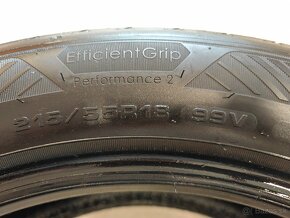 EfficientGrip
Performance 2
215/55R18 99V